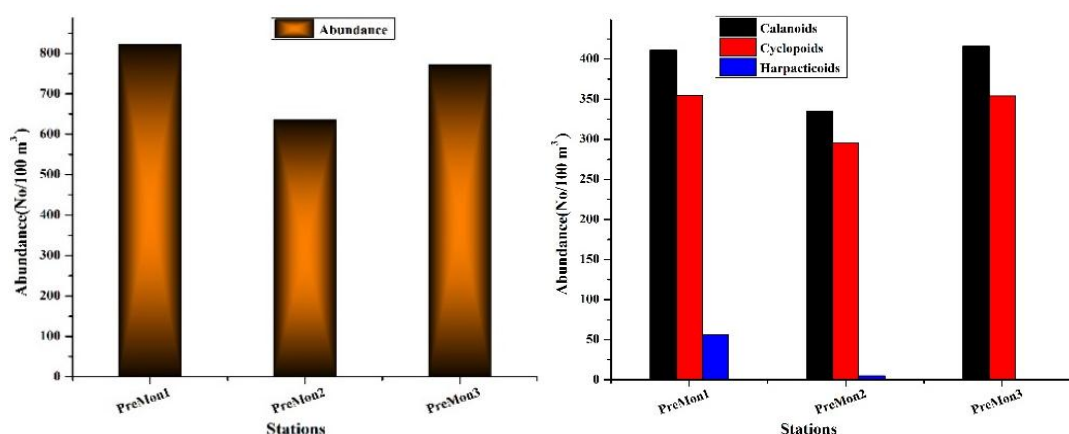 Abundance
Abundance(No/100 m³)
800
700
600
500
400
300
200
100
0
PreMon1
PreMon2
PreMon3
Stations
Calanoids
Cyclopoids
Harpacticoids
Abundance(No/100 m³)
400
350
300
250
200
150
100
50
0
PreMon1
PreMon2
PreMon3
Stations